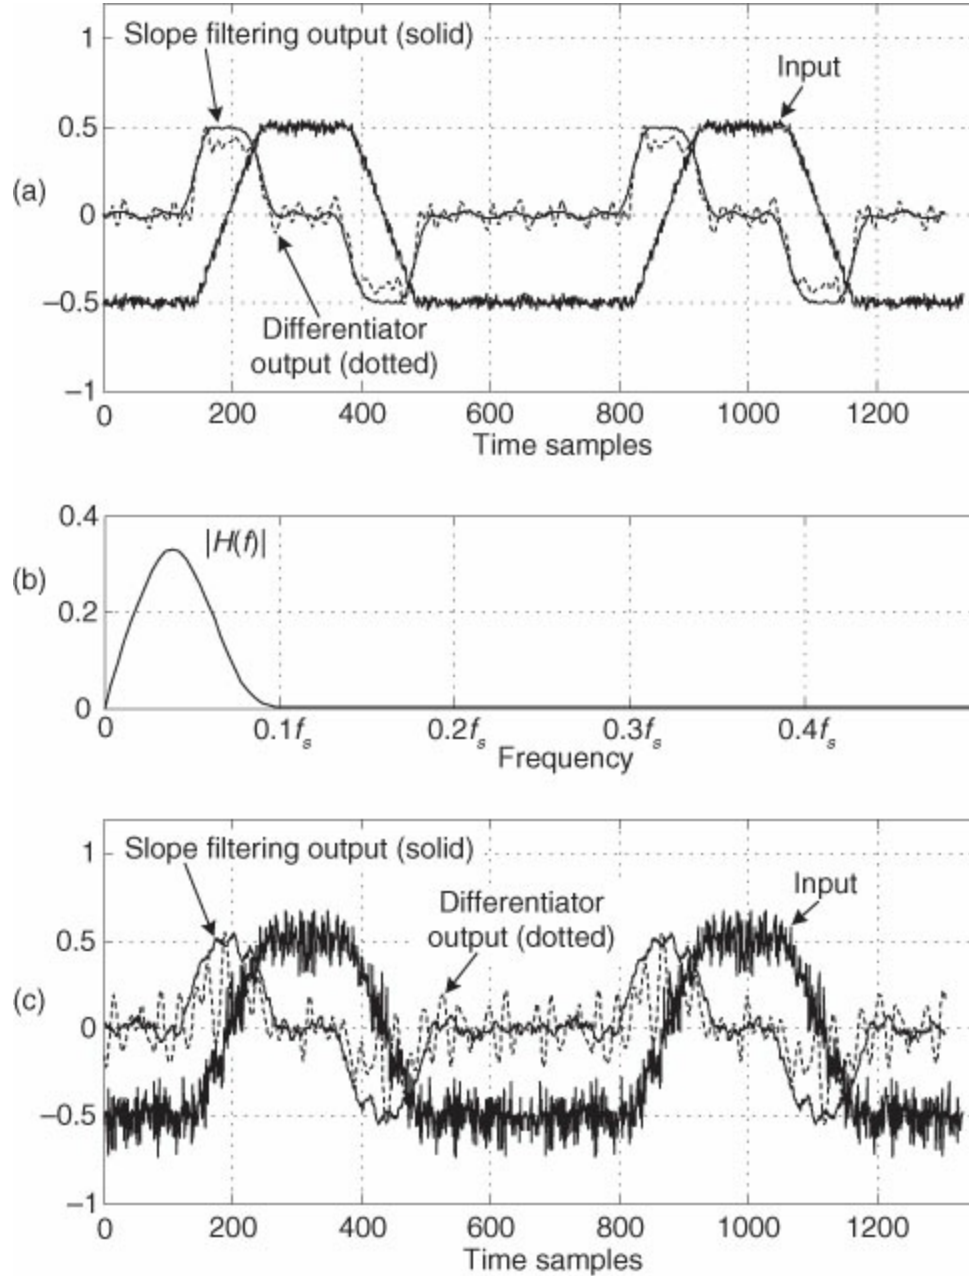 1
Slope filtering output (solid)
Input
0.5
(a)
0
−0.5
Differentiator
output (dotted)
−1
0 200 400 600 800 1000 1200
Time samples
0.4
|H(f)|
(b)
0.2
0
0 0.1fs 0.2fs 0.3fs 0.4fs
Frequency
1
Slope filtering output (solid)
Differentiator
output (dotted)
Input
0.5
(c)
0
−0.5
−1
0 200 400 600 800 1000 1200
Time samples